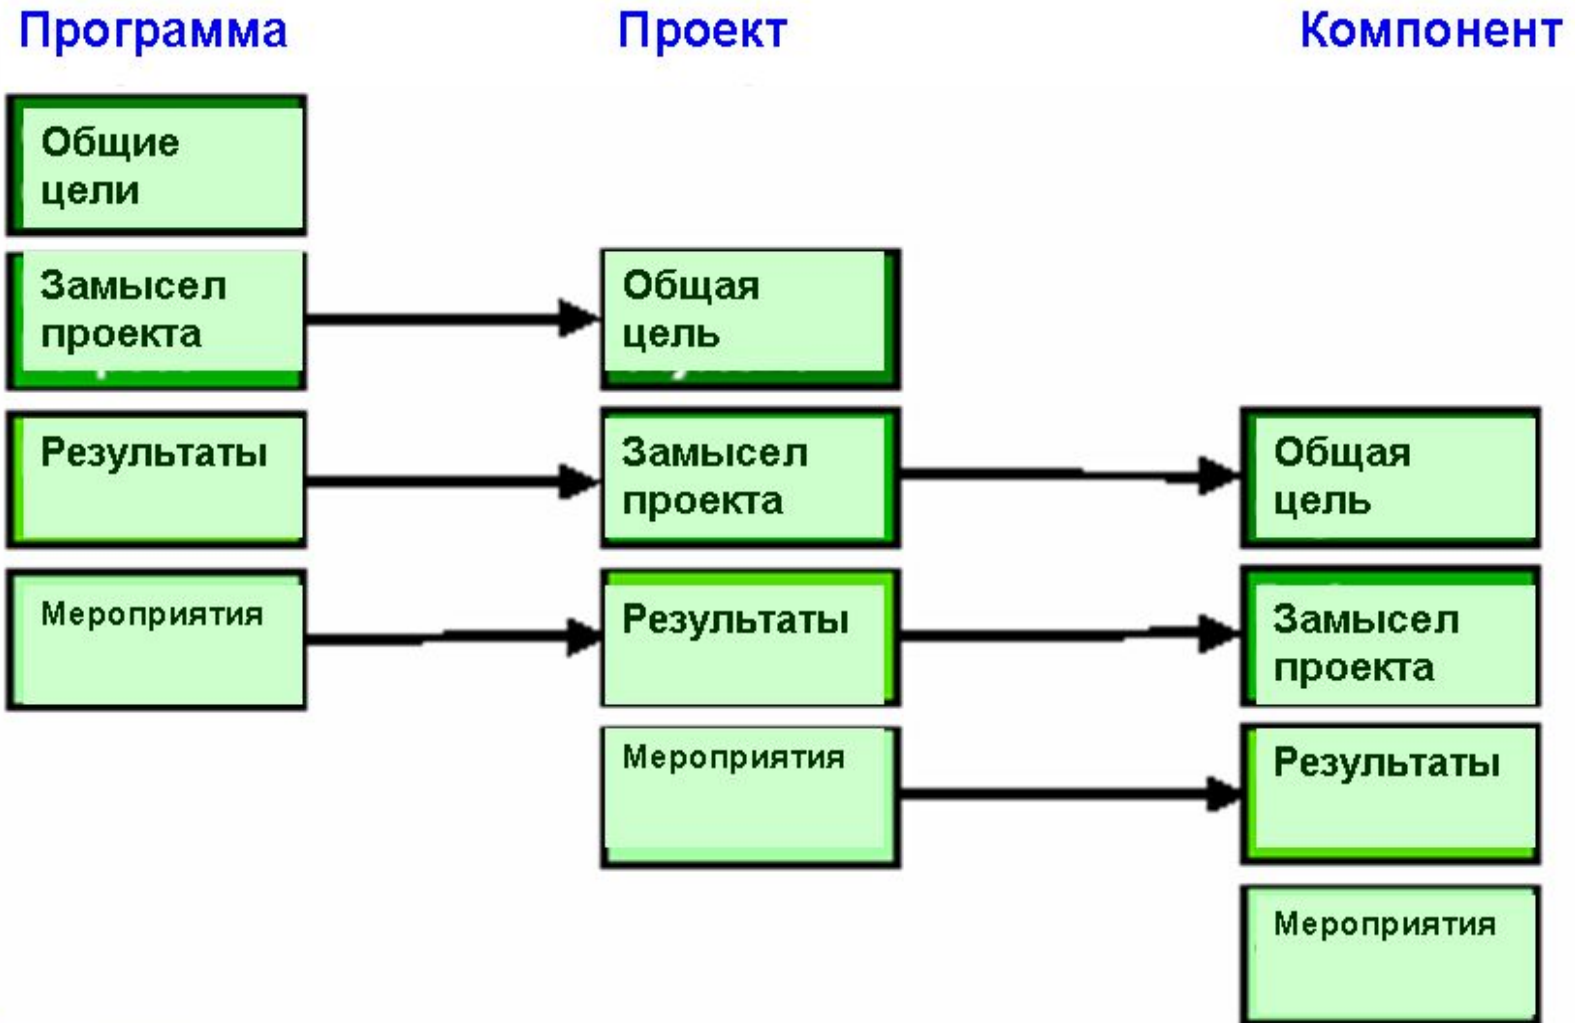 Программа
Проект
Компонент
Общие
цели
Замысел
проекта
Результаты
Мероприятия
Общая
цель
Замысел
проекта
Результаты
Мероприятия
Общая
цель
Замысел
проекта
Результаты
Мероприятия